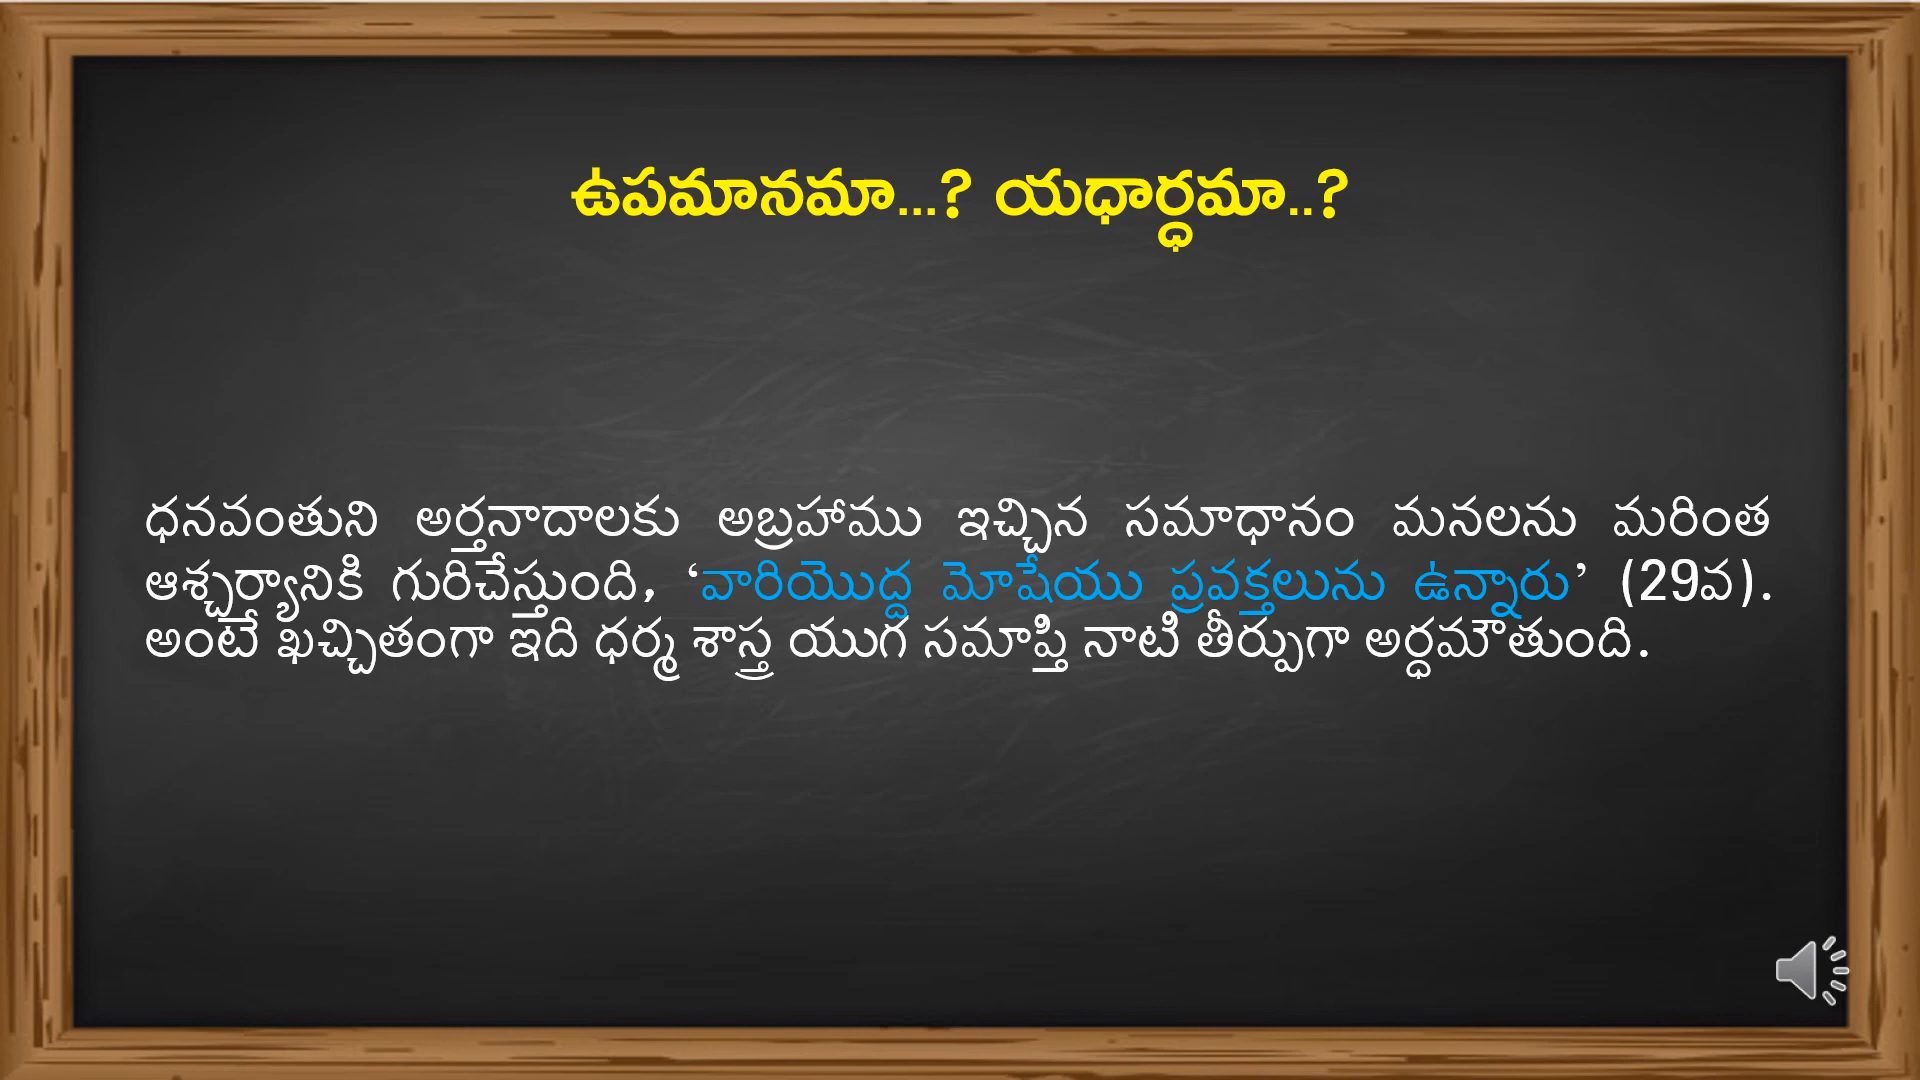 ఉపమానమా...? యధార్ధమా..?
ధనవంతుని అర్తనాదాలకు అబ్రహాము ఇచ్చిన సమాధానం మనలను మరింత
ఆశ్చర్యానికి గురిచేస్తుంది, ‘వారియొద్ద మోషేయు ప్రవక్తలును ఉన్నారు’ (29వ).
అంటే ఖచ్చితంగా ఇది ధర్మ శాస్త్ర యుగ సమాప్తి నాటి తీర్పుగా అర్ధమౌతుంది.